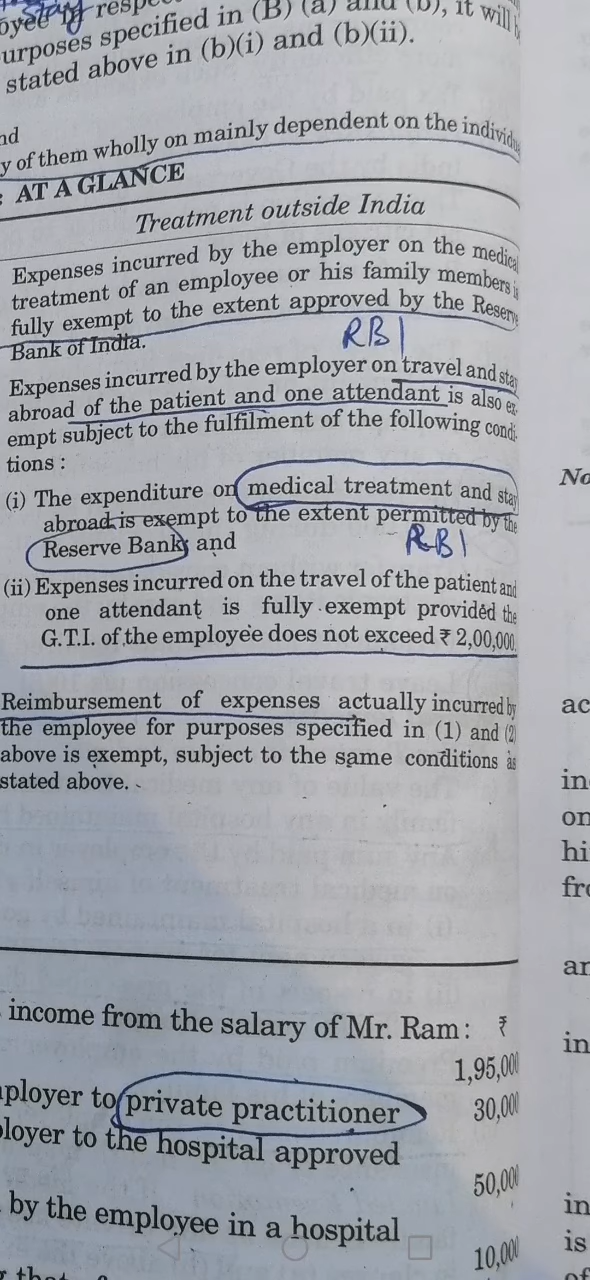 urposes specified in (B) (a) and (b), it will
stated above in (b)(i) and (b)(ii).
y of them wholly on mainly dependent on the
: AT A GLANCE
Treatment outside India
Expenses incurred by the employer on the medical
treatment of an employee or his family members is
fully exempt to the extent approved by the Reserve
Bank of India.
RBI
Expenses incurred by the employer on travel and stay
abroad of the patient and one attendant is also ex-
empt subject to the fulfilment of the following condi-
tions :
(i) The expenditure on medical treatment and stay
abroad is exempt to the extent permitted by the
Reserve Bank; and
RBI
(ii) Expenses incurred on the travel of the patient and
one attendant is fully exempt provided the
G.T.I. of the employee does not exceed ₹ 2,00,000.
Reimbursement of expenses actually incurred by
the employee for purposes specified in (1) and (2)
above is exempt, subject to the same conditions as
stated above.
income from the salary of Mr. Ram : ₹
1,95,000
ployer to private practitioner 30,000
loyer to the hospital approved
50,000
by the employee in a hospital
10,000
No
ac
in
on
hi
fro
an
in
in
is
of